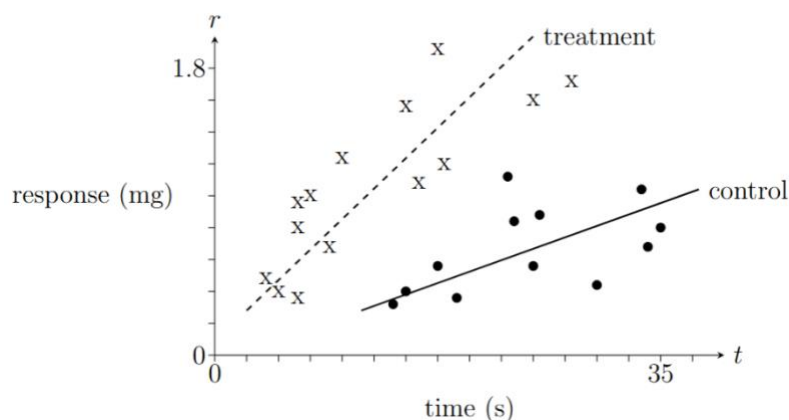 r
treatment
1.8
response (mg)
control
0
t
0
35
time (s)